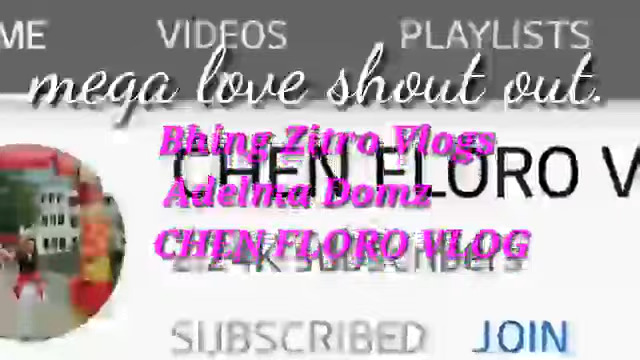 ME VIDEOS PLAYLISTS
mega love shout out.
Bhing Zitro Vlogs
CHEN FLORO V
Adelma Domz
CHEN FLORO VLOG
SUBSCRIBED JOIN